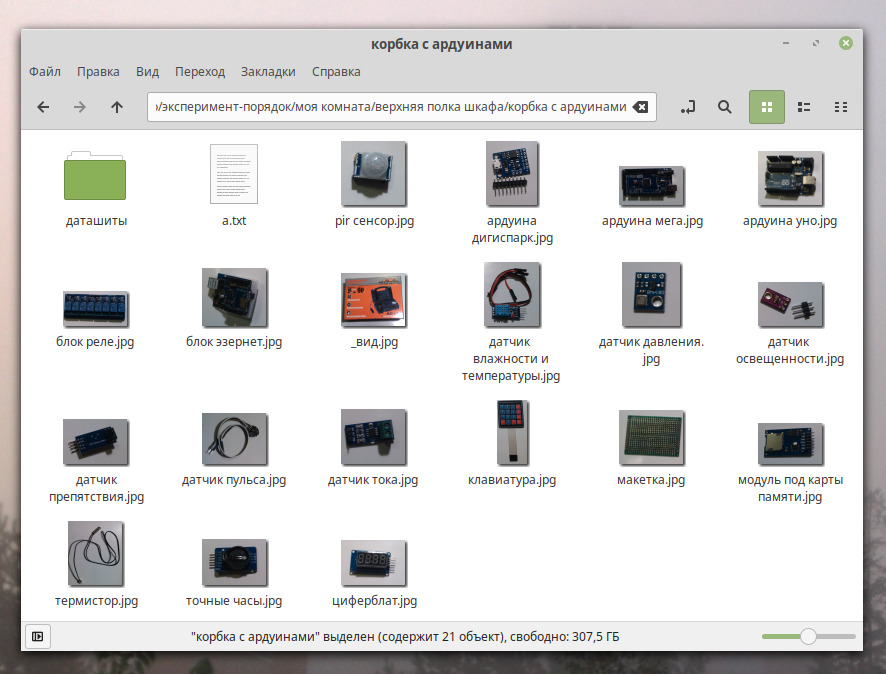 корбка с ардуинами
Файл Правка Вид Переход Закладки Справка
/эксперимент-порядок/моя комната/верхняя полка шкафа/корбка с ардуинами
даташиты
a.txt
pir сенсор.jpg
ардуина
дигиспарк.jpg
ардуина мега.jpg
ардуина уно.jpg
блок реле.jpg
блок эзернет.jpg
_вид.jpg
датчик
влажности и
температуры.jpg
датчик давления.
jpg
датчик
освещенности.jpg
датчик
препятствия.jpg
датчик пульса.jpg
датчик тока.jpg
клавиатура.jpg
макетка.jpg
модуль под карты
памяти.jpg
термистор.jpg
точные часы.jpg
циферблат.jpg
"корбка с ардуинами" выделен (содержит 21 объект), свободно: 307,5 ГБ